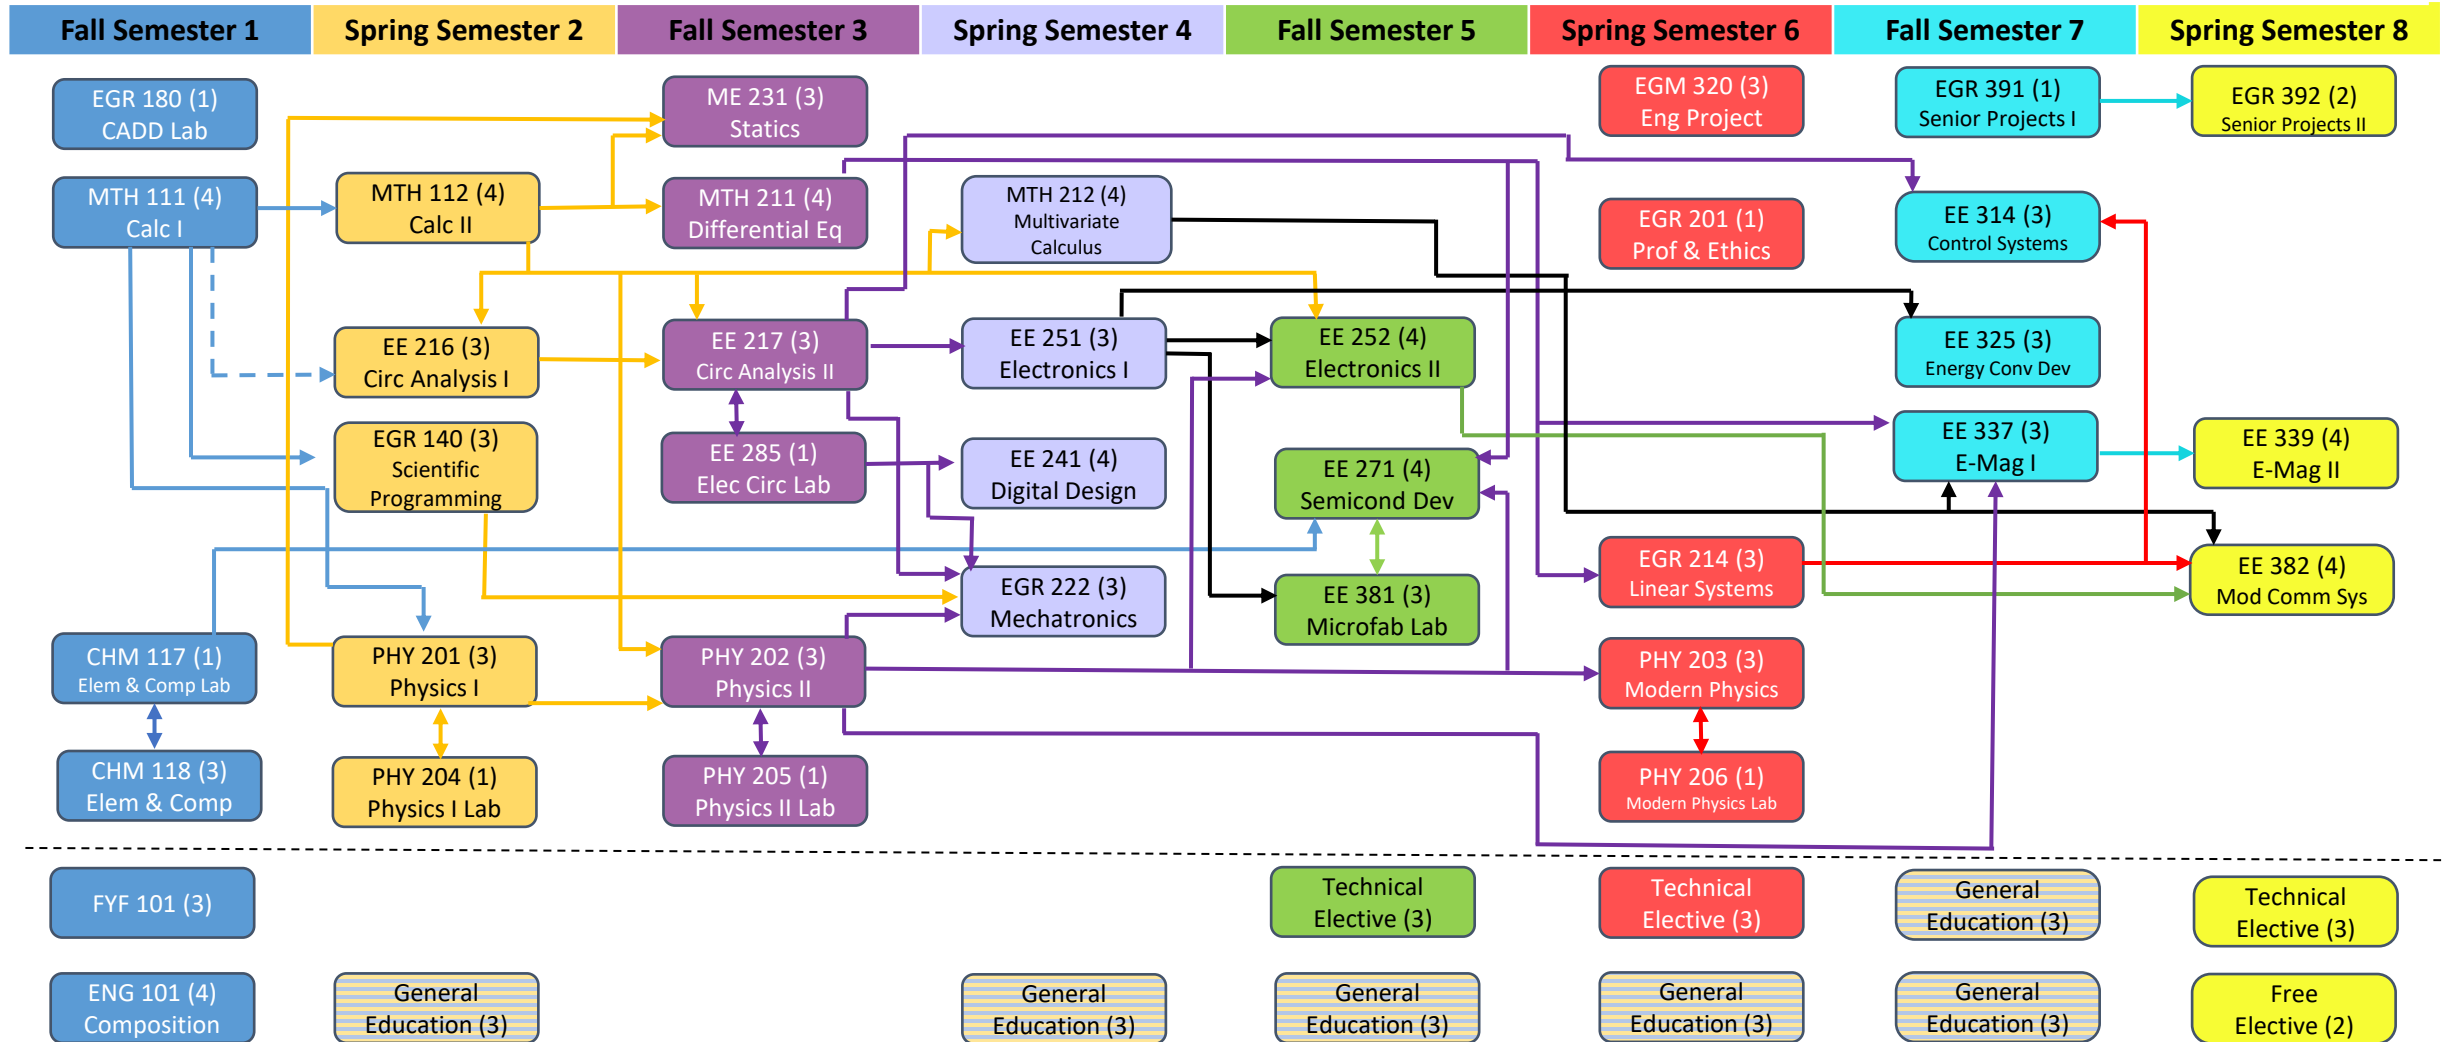 Fall Semester 1
Spring Semester 2
Fall Semester 3
Spring Semester 4
Fall Semester 5
Spring Semester 6
Fall Semester 7
Spring Semester 8
EGR 180 (1)
CADD Lab
ME 231 (3)
Statics
EGM 320 (3)
Eng Project
EGR 391 (1)
Senior Projects I
EGR 392 (2)
Senior Projects II
MTH 111 (4)
Calc I
MTH 112 (4)
Calc II
MTH 211 (4)
Differential Eq
MTH 212 (4)
Multivariate
Calculus
EGR 201 (1)
Prof & Ethics
EE 314 (3)
Control Systems
EE 216 (3)
Circ Analysis I
EE 217 (3)
Circ Analysis II
EE 251 (3)
Electronics I
EE 252 (4)
Electronics II
EE 325 (3)
Energy Conv Dev
EGR 140 (3)
Scientific
Programming
EE 285 (1)
Elec Circ Lab
EE 241 (4)
Digital Design
EE 271 (4)
Semicond Dev
EE 337 (3)
E-Mag I
EE 339 (4)
E-Mag II
EGR 222 (3)
Mechatronics
EE 381 (3)
Microfab Lab
EGR 214 (3)
Linear Systems
EE 382 (4)
Mod Comm Sys
CHM 117 (1)
Elem & Comp Lab
PHY 201 (3)
Physics I
PHY 202 (3)
Physics II
PHY 203 (3)
Modern Physics
CHM 118 (3)
Elem & Comp
PHY 204 (1)
Physics I Lab
PHY 205 (1)
Physics II Lab
PHY 206 (1)
Modern Physics Lab
FYF 101 (3)
Technical
Elective (3)
Technical
Elective (3)
General
Education (3)
Technical
Elective (3)
ENG 101 (4)
Composition
General
Education (3)
General
Education (3)
General
Education (3)
General
Education (3)
General
Education (3)
Free
Elective (2)